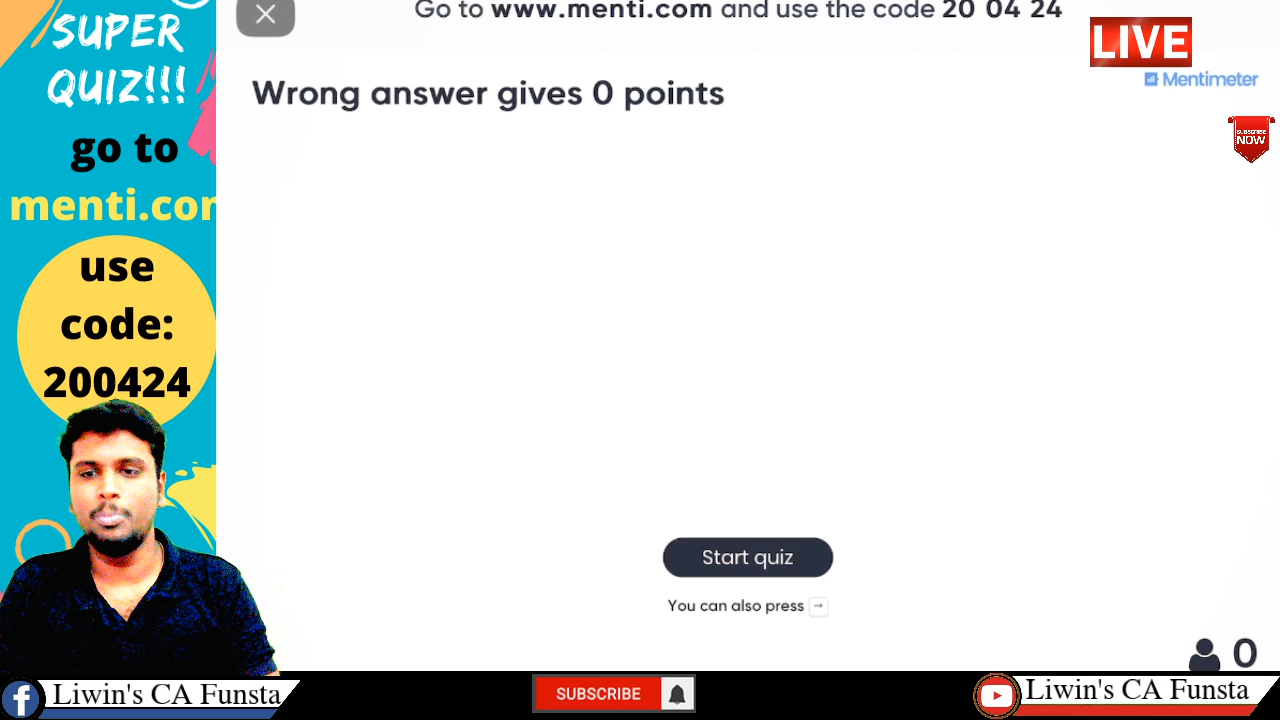 SUPER
QUIZ!!!
go to
menti.com
use
code:
200424
Go to www.menti.com and use the code 20 04 24
LIVE
Mentimeter
SUBSCRIBE
NOW
Wrong answer gives 0 points
Start quiz
You can also press →
0
Liwin's CA Funsta
SUBSCRIBE
Liwin's CA Funsta